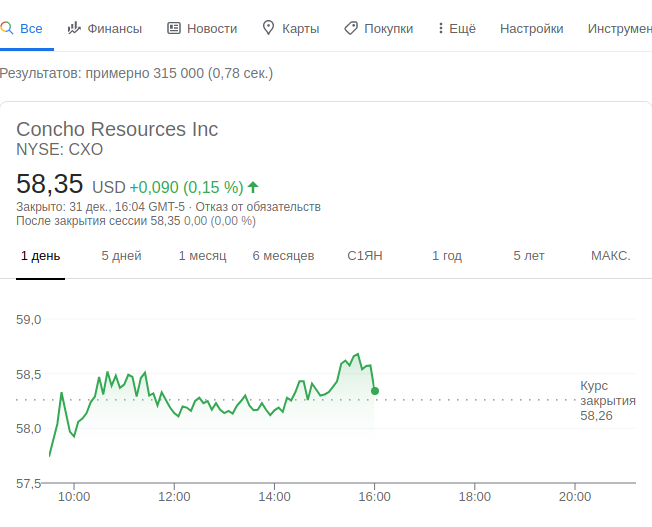 Все Финансы Новости Карты Покупки Ещё Настройки Инструмен
Результатов: примерно 315 000 (0,78 сек.)
Concho Resources Inc
NYSE: CXO
58,35 USD +0,090 (0,15 %)
Закрыто: 31 дек., 16:04 GMT-5 · Отказ от обязательств
После закрытия сессии 58,35 0,00 (0,00 %)
1 день 5 дней 1 месяц 6 месяцев С1ЯН 1 год 5 лет МАКС.
59,0
58,5
Курс
закрытия
58,26
58,0
57,5
10:00 12:00 14:00 16:00 18:00 20:00